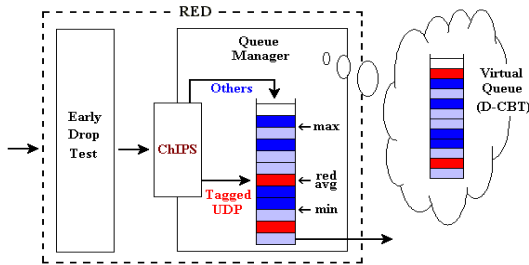 RED
Queue
Manager
Early
Drop
Test
ChIPS
Others
Tagged
UDP
max
red
avg
min
Virtual
Queue
(D-CBT)